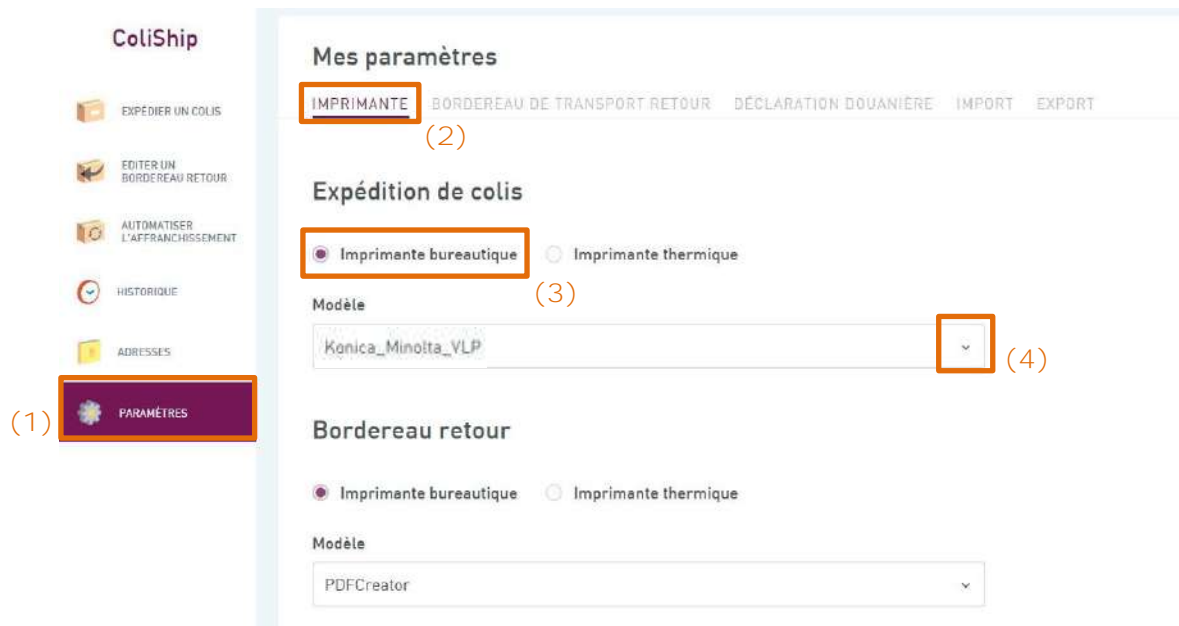 ColiShip
EXPÉDIER UN COLIS
EDITER UN
BORDEREAU RETOUR
AUTOMATISER
L'AFFRANCHISSEMENT
HISTORIQUE
ADRESSES
(1)
PARAMÈTRES
Mes paramètres
IMPRIMANTE BORDEREAU DE TRANSPORT RETOUR DÉCLARATION DOUANIÈRE IMPORT EXPORT
(2)
Expédition de colis
Imprimante bureautique Imprimante thermique
(3)
Modèle
Konica_Minolta_VLP
(4)
Bordereau retour
Imprimante bureautique Imprimante thermique
Modèle
PDFCreator